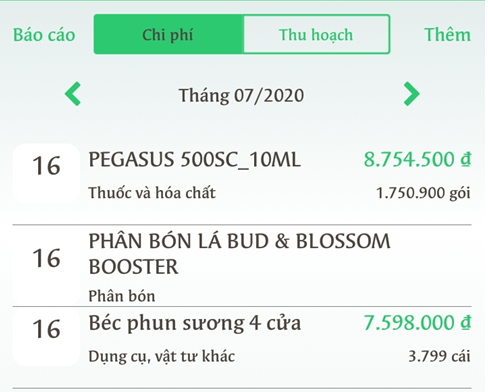 Báo cáo Chi phí Thu hoạch Thêm
Tháng 07/2020
16 PEGASUS 500SC_10ML 8.754.500 ₫
Thuốc và hóa chất 1.750.900 gói
16 PHÂN BÓN LÁ BUD & BLOSSOM
BOOSTER
Phân bón
16 Béc phun sương 4 cửa 7.598.000 ₫
Dụng cụ, vật tư khác 3.799 cái